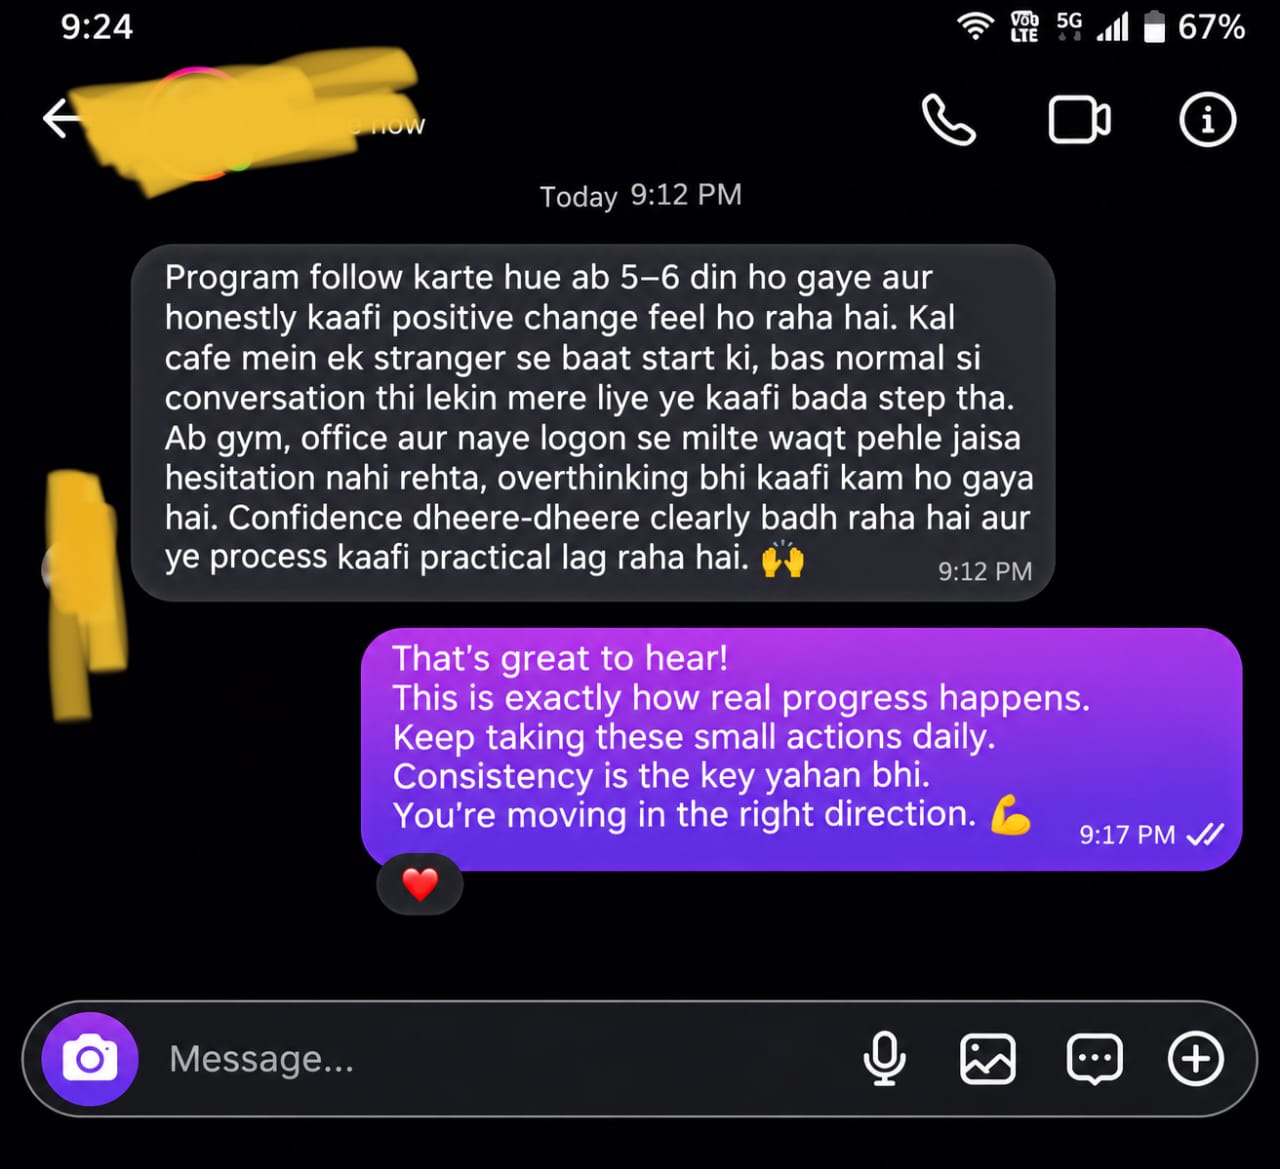 9:24
Vo LTE 5G 67%
now
Today 9:12 PM
Program follow karte hue ab 5–6 din ho gaye aur
honestly kaafi positive change feel ho raha hai. Kal
cafe mein ek stranger se baat start ki, bas normal si
conversation thi lekin mere liye ye kaafi bada step tha.
Ab gym, office aur naye logon se milte waqt pehle jaisa
hesitation nahi rehta, overthinking bhi kaafi kam ho gaya
hai. Confidence dheere-dheere clearly badh raha hai aur
ye process kaafi practical lag raha hai. 🙌
9:12 PM
That's great to hear!
This is exactly how real progress happens.
Keep taking these small actions daily.
Consistency is the key yahan bhi.
You're moving in the right direction. 💪
9:17 PM
❤️
Message...